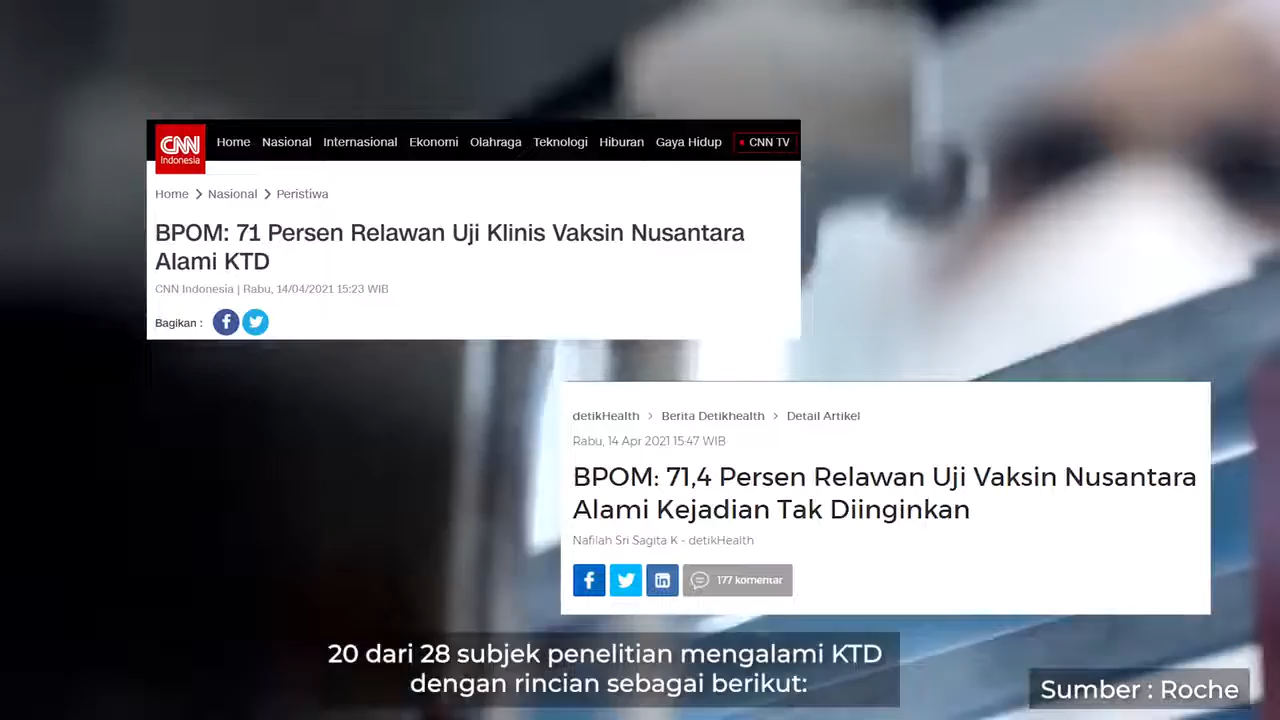 CNN
Indonesia
Home Nasional Internasional Ekonomi Olahraga Teknologi Hiburan Gaya Hidup CNN TV
Home > Nasional > Peristiwa
BPOM: 71 Persen Relawan Uji Klinis Vaksin Nusantara
Alami KTD
CNN Indonesia | Rabu, 14/04/2021 15:23 WIB
Bagikan :
detikHealth > Berita Detikhealth > Detail Artikel
Rabu, 14 Apr 2021 15:47 WIB
BPOM: 71,4 Persen Relawan Uji Vaksin Nusantara
Alami Kejadian Tak Diinginkan
Nafilah Sri Sagita K - detikHealth
177 komentar
20 dari 28 subjek penelitian mengalami KTD
dengan rincian sebagai berikut:
Sumber : Roche